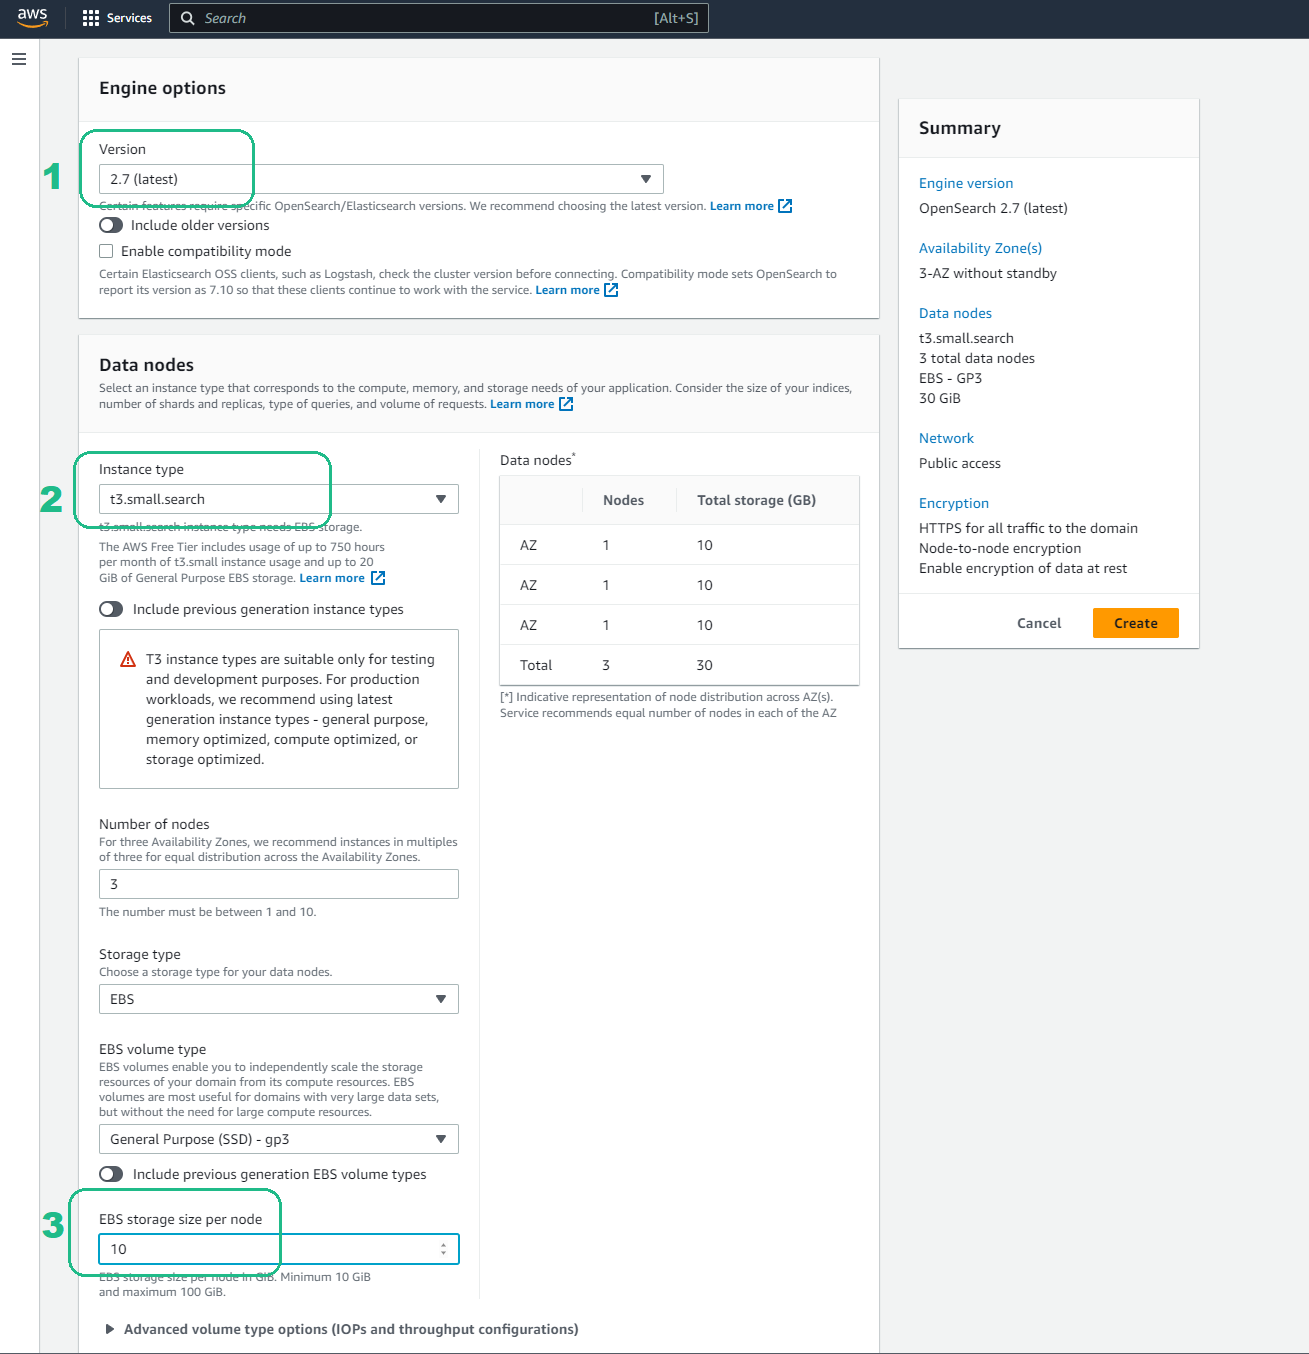 aws
Services
Search
[Alt+S]
Engine options
1
Version
2.7 (latest)
Certain features require specific OpenSearch/Elasticsearch versions. We recommend choosing the latest version. Learn more
Include older versions
Enable compatibility mode
Certain Elasticsearch OSS clients, such as Logstash, check the cluster version before connecting. Compatibility mode sets OpenSearch to
report its version as 7.10 so that these clients continue to work with the service. Learn more
Data nodes
Select an instance type that corresponds to the compute, memory, and storage needs of your application. Consider the size of your indices,
number of shards and replicas, type of queries, and volume of requests. Learn more
2
Instance type
t3.small.search
t3.small.search instance type needs EBS storage.
The AWS Free Tier includes usage of up to 750 hours
per month of t3.small instance usage and up to 20
GiB of General Purpose EBS storage. Learn more
Include previous generation instance types
T3 instance types are suitable only for testing
and development purposes. For production
workloads, we recommend using latest
generation instance types - general purpose,
memory optimized, compute optimized, or
storage optimized.
Number of nodes
For three Availability Zones, we recommend instances in multiples
of three for equal distribution across the Availability Zones.
3
The number must be between 1 and 10.
Storage type
Choose a storage type for your data nodes.
EBS
EBS volume type
EBS volumes enable you to independently scale the storage
resources of your domain from its compute resources. EBS
volumes are most useful for domains with very large data sets,
but without the need for large compute resources.
General Purpose (SSD) - gp3
Include previous generation EBS volume types
3
EBS storage size per node
10
EBS storage size per node in GiB. Minimum 10 GiB
and maximum 100 GiB.
Advanced volume type options (IOPs and throughput configurations)
Data nodes*
Nodes Total storage (GB)
AZ 1 10
AZ 1 10
AZ 1 10
Total 3 30
[*] Indicative representation of node distribution across AZ(s).
Service recommends equal number of nodes in each of the AZ
Summary
Engine version
OpenSearch 2.7 (latest)
Availability Zone(s)
3-AZ without standby
Data nodes
t3.small.search
3 total data nodes
EBS - GP3
30 GiB
Network
Public access
Encryption
HTTPS for all traffic to the domain
Node-to-node encryption
Enable encryption of data at rest
Cancel
Create